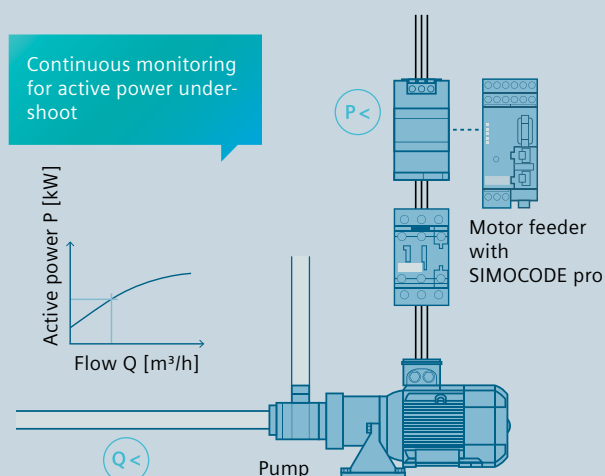 Continuous monitoring
for active power under-
shoot
P<
Active power P [kW]
Flow Q [m³/h]
Motor feeder
with
SIMOCODE pro
Q<
Pump